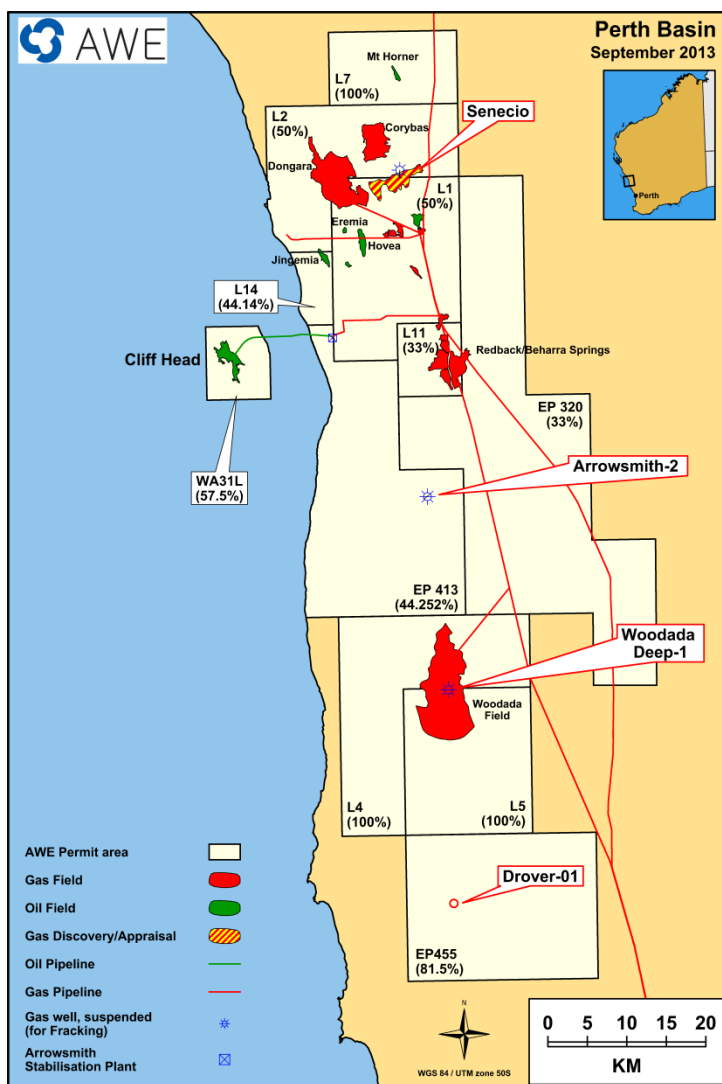 AWE
Perth Basin
September 2013
Perth
Mt Horner
L7
(100%)
Senecio
L2
(50%)
Corybas
Dongara
L1
(50%)
Eremia
Hovea
Jingemia
L14
(44.14%)
L11
(33%)
Redback/Beharra Springs
Cliff Head
EP 320
(33%)
WA31L
(57.5%)
Arrowsmith-2
EP 413
(44.252%)
Woodada
Deep-1
Woodada
Field
L4
(100%)
L5
(100%)
Drover-01
EP455
(81.5%)
AWE Permit area
Gas Field
Oil Field
Gas Discovery/Appraisal
Oil Pipeline
Gas Pipeline
Gas well, suspended
(for Fracking)
Arrowsmith
Stabilisation Plant
N
WGS 84 / UTM zone 50S
0 5 10 15 20
KM